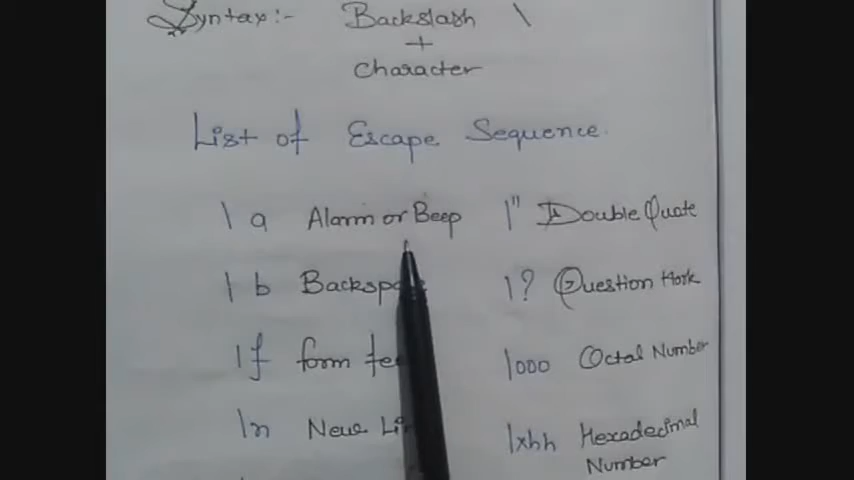 Syntax:- Backslash \
+
Character
List of Escape Sequence.
\a Alarm or Beep
\b
\f form
\n New
\" Double Quote
\? Question Mark
\000 Octal Number
\xhh Hexadecimal
Number